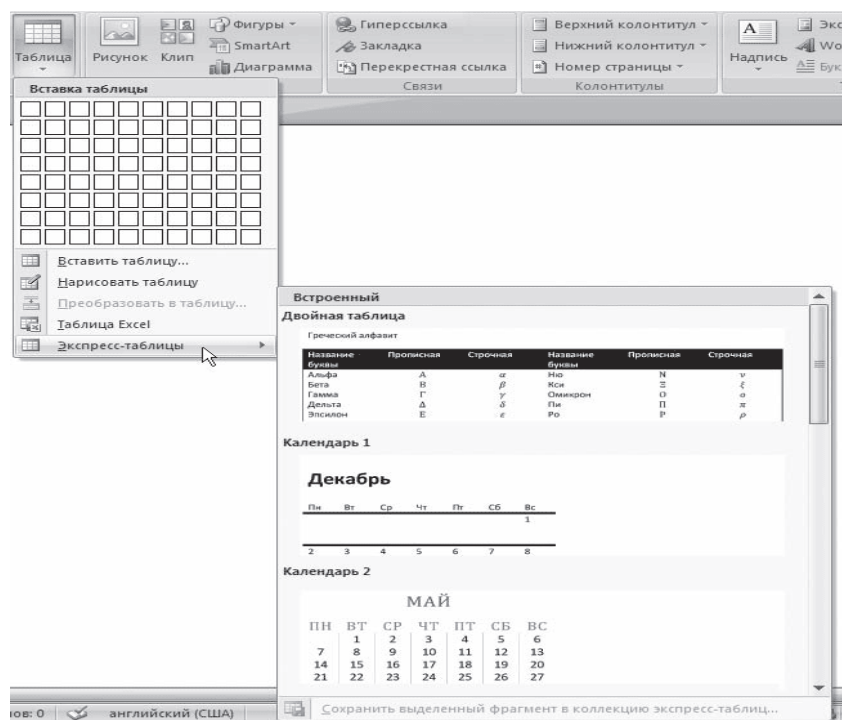 Таблица
Рисунок
Клип
Фигуры
SmartArt
Диаграмма
Гиперссылка
Закладка
Перекрестная ссылка
Связи
Верхний колонтитул
Нижний колонтитул
Номер страницы
Колонтитулы
A
Надпись
Экс
Wo
Бук
Вставка таблицы
Вставить таблицу...
Нарисовать таблицу
Преобразовать в таблицу...
Таблица Excel
Экспресс-таблицы
Встроенный
Двойная таблица
Греческий алфавит
Название буквы Прописная Строчная Название буквы Прописная Строчная
Альфа Α α Ню Ν ν
Бета Β β Кси Ξ ξ
Гамма Γ γ Омикрон Ο ο
Дельта Δ δ Пи Π π
Эпсилон Ε ε Ро Ρ ρ
Календарь 1
Декабрь
Пн Вт Ср Чт Пт Сб Вс
1
2 3 4 5 6 7 8
Календарь 2
МАЙ
ПН ВТ СР ЧТ ПТ СБ ВС
1 2 3 4 5 6
7 8 9 10 11 12 13
14 15 16 17 18 19 20
21 22 23 24 25 26 27
Сохранить выделенный фрагмент в коллекцию экспресс-таблиц...
нов: 0 английский (США)